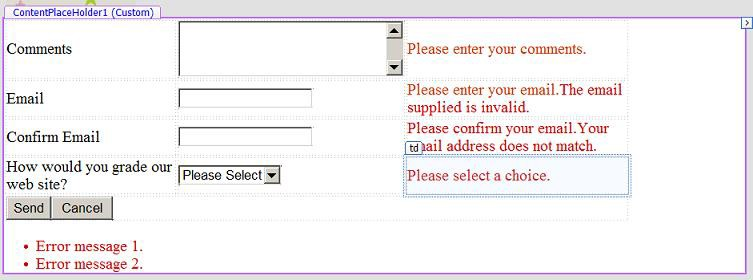 ContentPlaceHolder1 (Custom)
Comments
Please enter your comments.
Email
Please enter your email.The email
supplied is invalid.
Confirm Email
Please confirm your email.Your
td
email address does not match.
How would you grade our
web site?
Please Select
Please select a choice.
Send Cancel
• Error message 1.
• Error message 2.